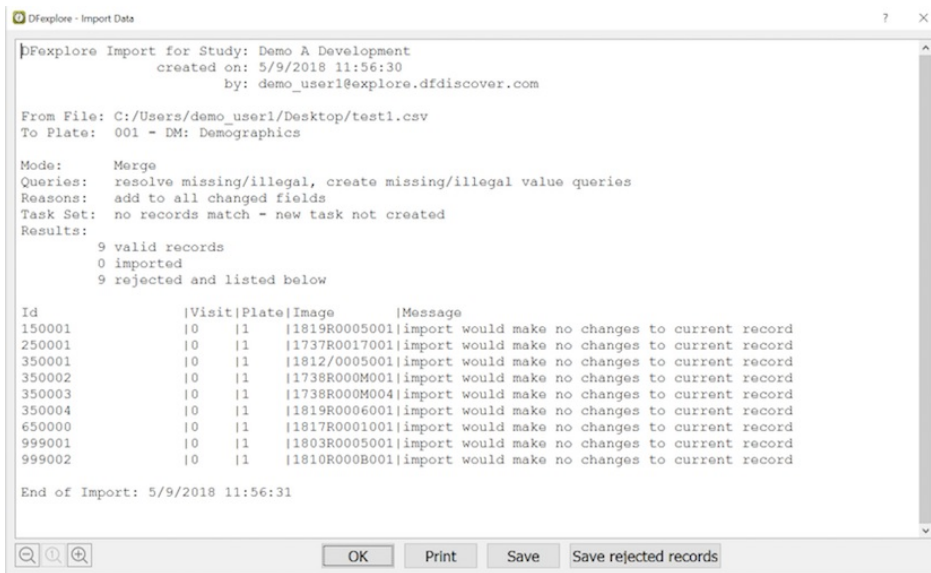 DFexplore - Import Data
? ×
DFexplore Import for Study: Demo A Development
created on: 5/9/2018 11:56:30
by: demo_user1@explore.dfdiscover.com
From File: C:/Users/demo_user1/Desktop/test1.csv
To Plate: 001 - DM: Demographics
Mode: Merge
Queries: resolve missing/illegal, create missing/illegal value queries
Reasons: add to all changed fields
Task Set: no records match - new task not created
Results:
9 valid records
0 imported
9 rejected and listed below
Id |Visit|Plate|Image |Message
150001 |0 |1 |1819R0005001|import would make no changes to current record
250001 |0 |1 |1737R0017001|import would make no changes to current record
350001 |0 |1 |1812/0005001|import would make no changes to current record
350002 |0 |1 |1738R000M001|import would make no changes to current record
350003 |0 |1 |1738R000M004|import would make no changes to current record
350004 |0 |1 |1819R0006001|import would make no changes to current record
650000 |0 |1 |1817R0001001|import would make no changes to current record
999001 |0 |1 |1803R0005001|import would make no changes to current record
999002 |0 |1 |1810R000B001|import would make no changes to current record
End of Import: 5/9/2018 11:56:31
OK Print Save Save rejected records